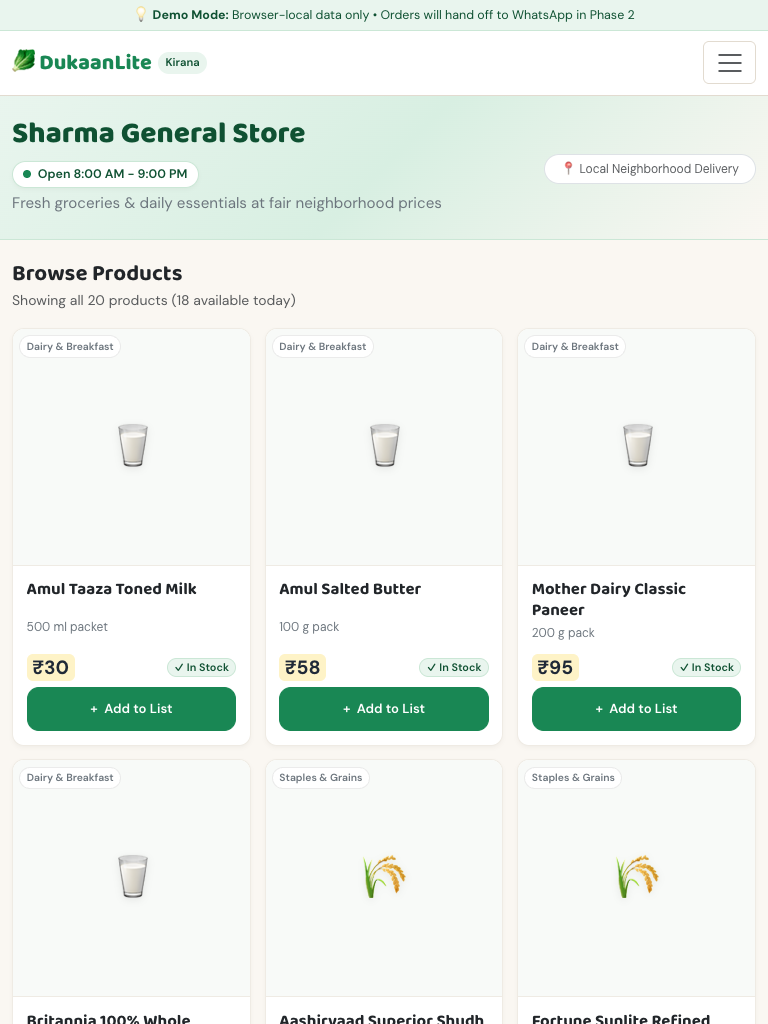 Demo Mode: Browser-local data only • Orders will hand off to WhatsApp in Phase 2
DukaanLite Kirana
Sharma General Store
Open 8:00 AM – 9:00 PM
Local Neighborhood Delivery
Fresh groceries & daily essentials at fair neighborhood prices
Browse Products
Showing all 20 products (18 available today)
Dairy & Breakfast
Amul Taaza Toned Milk
500 ml packet
₹30 ✓ In Stock
+ Add to List
Dairy & Breakfast
Amul Salted Butter
100 g pack
₹58 ✓ In Stock
+ Add to List
Dairy & Breakfast
Mother Dairy Classic
Paneer
200 g pack
₹95 ✓ In Stock
+ Add to List
Dairy & Breakfast
Britannia 100% Whole
Staples & Grains
Aashirvaad Superior Shudh
Staples & Grains
Fortune Sunlite Refined